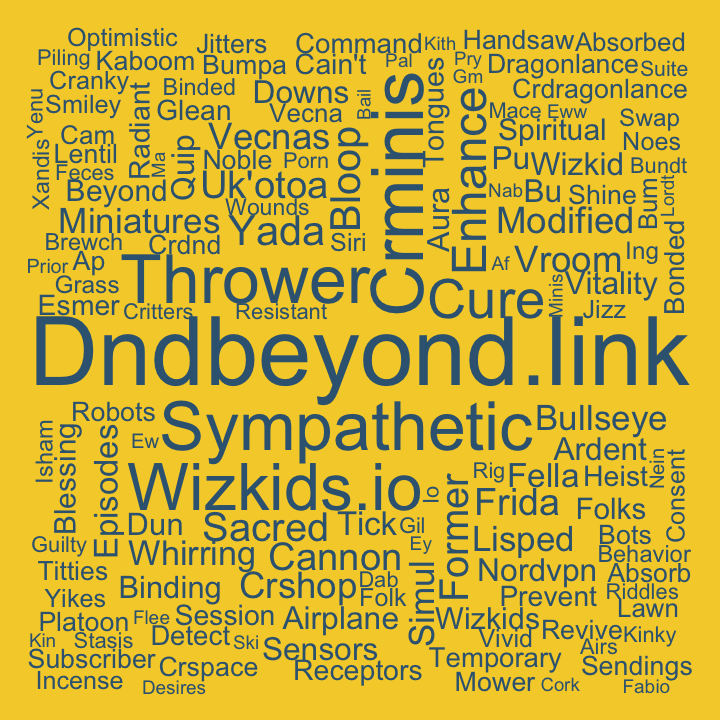 Optimistic
Jitters
Command
Kith
Handsaw
Absorbed
Piling
Kaboom
Bumpa
Cain't
Pal
Pry
Dragonlance
Suite
Cranky
Binded
Downs
Gm
Crdragonlance
Yenu
Smiley
Radiant
Glean
Vecna
Bail
Crminis
Tongues
Enhance
Mace
Eww
Swap
Cam
Quip
Vecnas
Bloop
Spiritual
Noes
Lentil
Ma
Noble
Porn
Pu
Wizkid
Bundt
Xandis
Feces
Uk'otoa
Nab
Bu
Shine
Bum
Lordt
Beyond
Wounds
Aura
Miniatures
Yada
Modified
Brewch
Crdnd
Siri
Ing
Bonded
Prior
Ap
Thrower
Af
Vroom
Grass
Cure
Minis
Vitality
Esmer
Critters
Resistant
Jizz
Dndbeyond.link
Robots
Sympathetic
Bullseye
Isham
Blessing
Episodes
Ew
Ardent
Nein
Consent
Wizkids.io
Io
Former
Rig
Fella
Heist
Frida
Folks
Dun
Sacred
Tick
Gil
Lisped
Bots
Guilty
Whirring
Cannon
Ey
Behavior
Titties
Simul
Nordvpn
Absorb
Yikes
Binding
Crshop
Dab
Folk
Prevent
Riddles
Platoon
Flee
Session
Airplane
Wizkids
Lawn
Kin
Stasis
Detect
Ski
Sensors
Vivid
Revive
Airs
Kinky
Subscriber
Crspace
Receptors
Temporary
Sendings
Incense
Desires
Mower
Cork
Fabio